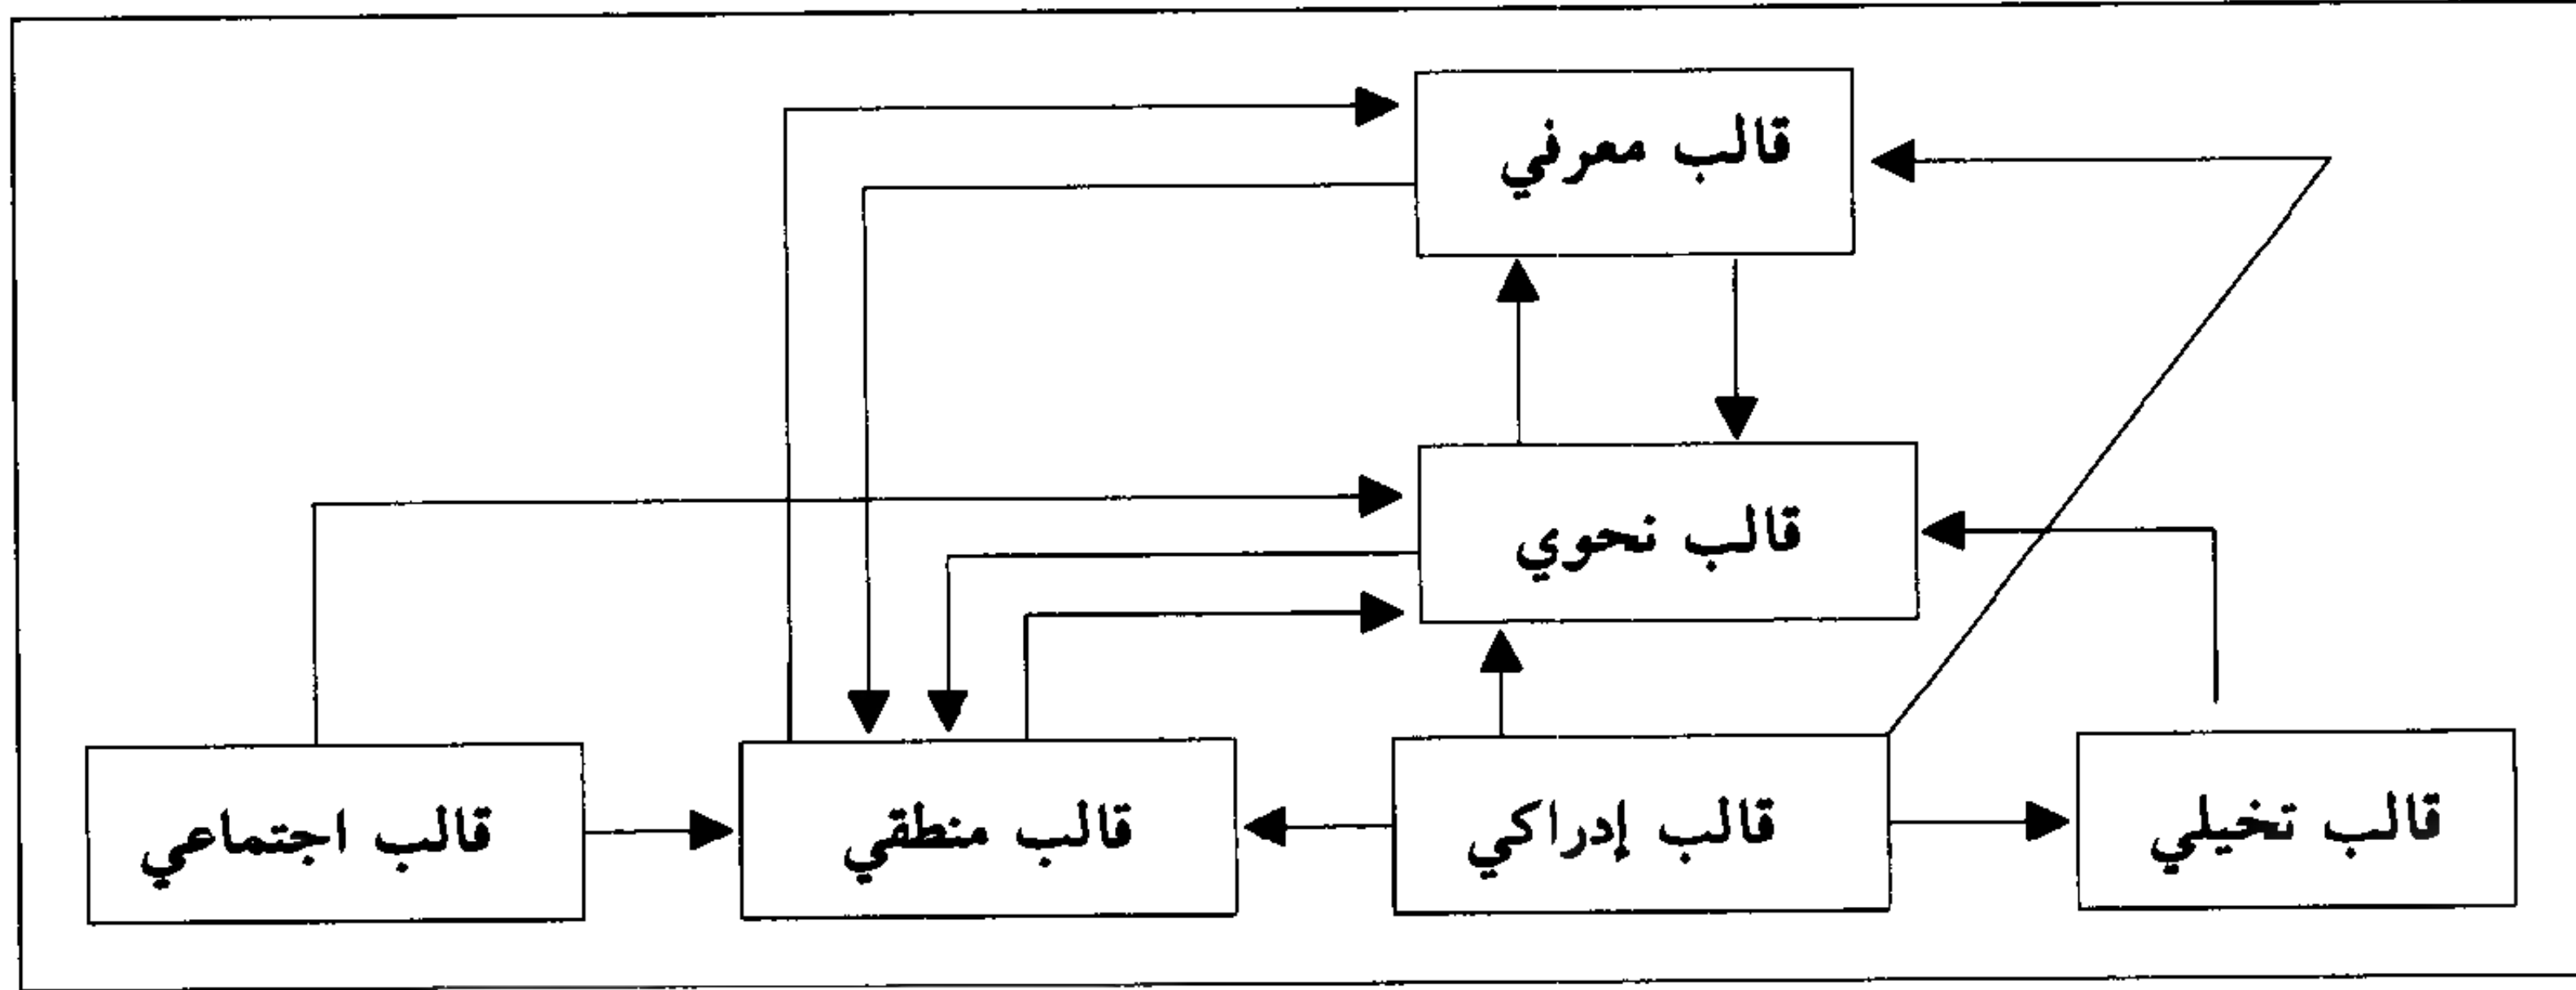 قالب معرفي
قالب نحوي
قالب تخيلي
قالب إدراكي
قالب منطقي
قالب اجتماعي